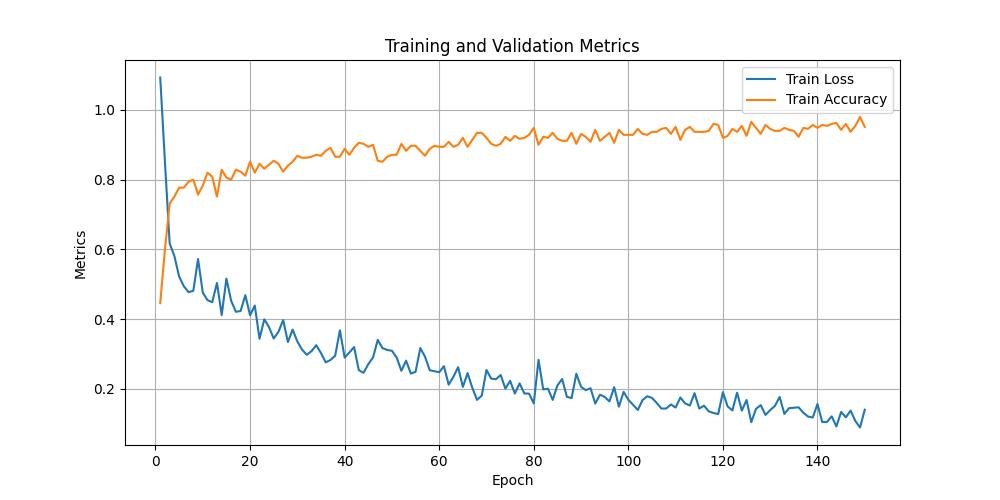 Training and Validation Metrics
Train Loss
Train Accuracy
Metrics
1.0
0.8
0.6
0.4
0.2
0 20 40 60 80 100 120 140
Epoch